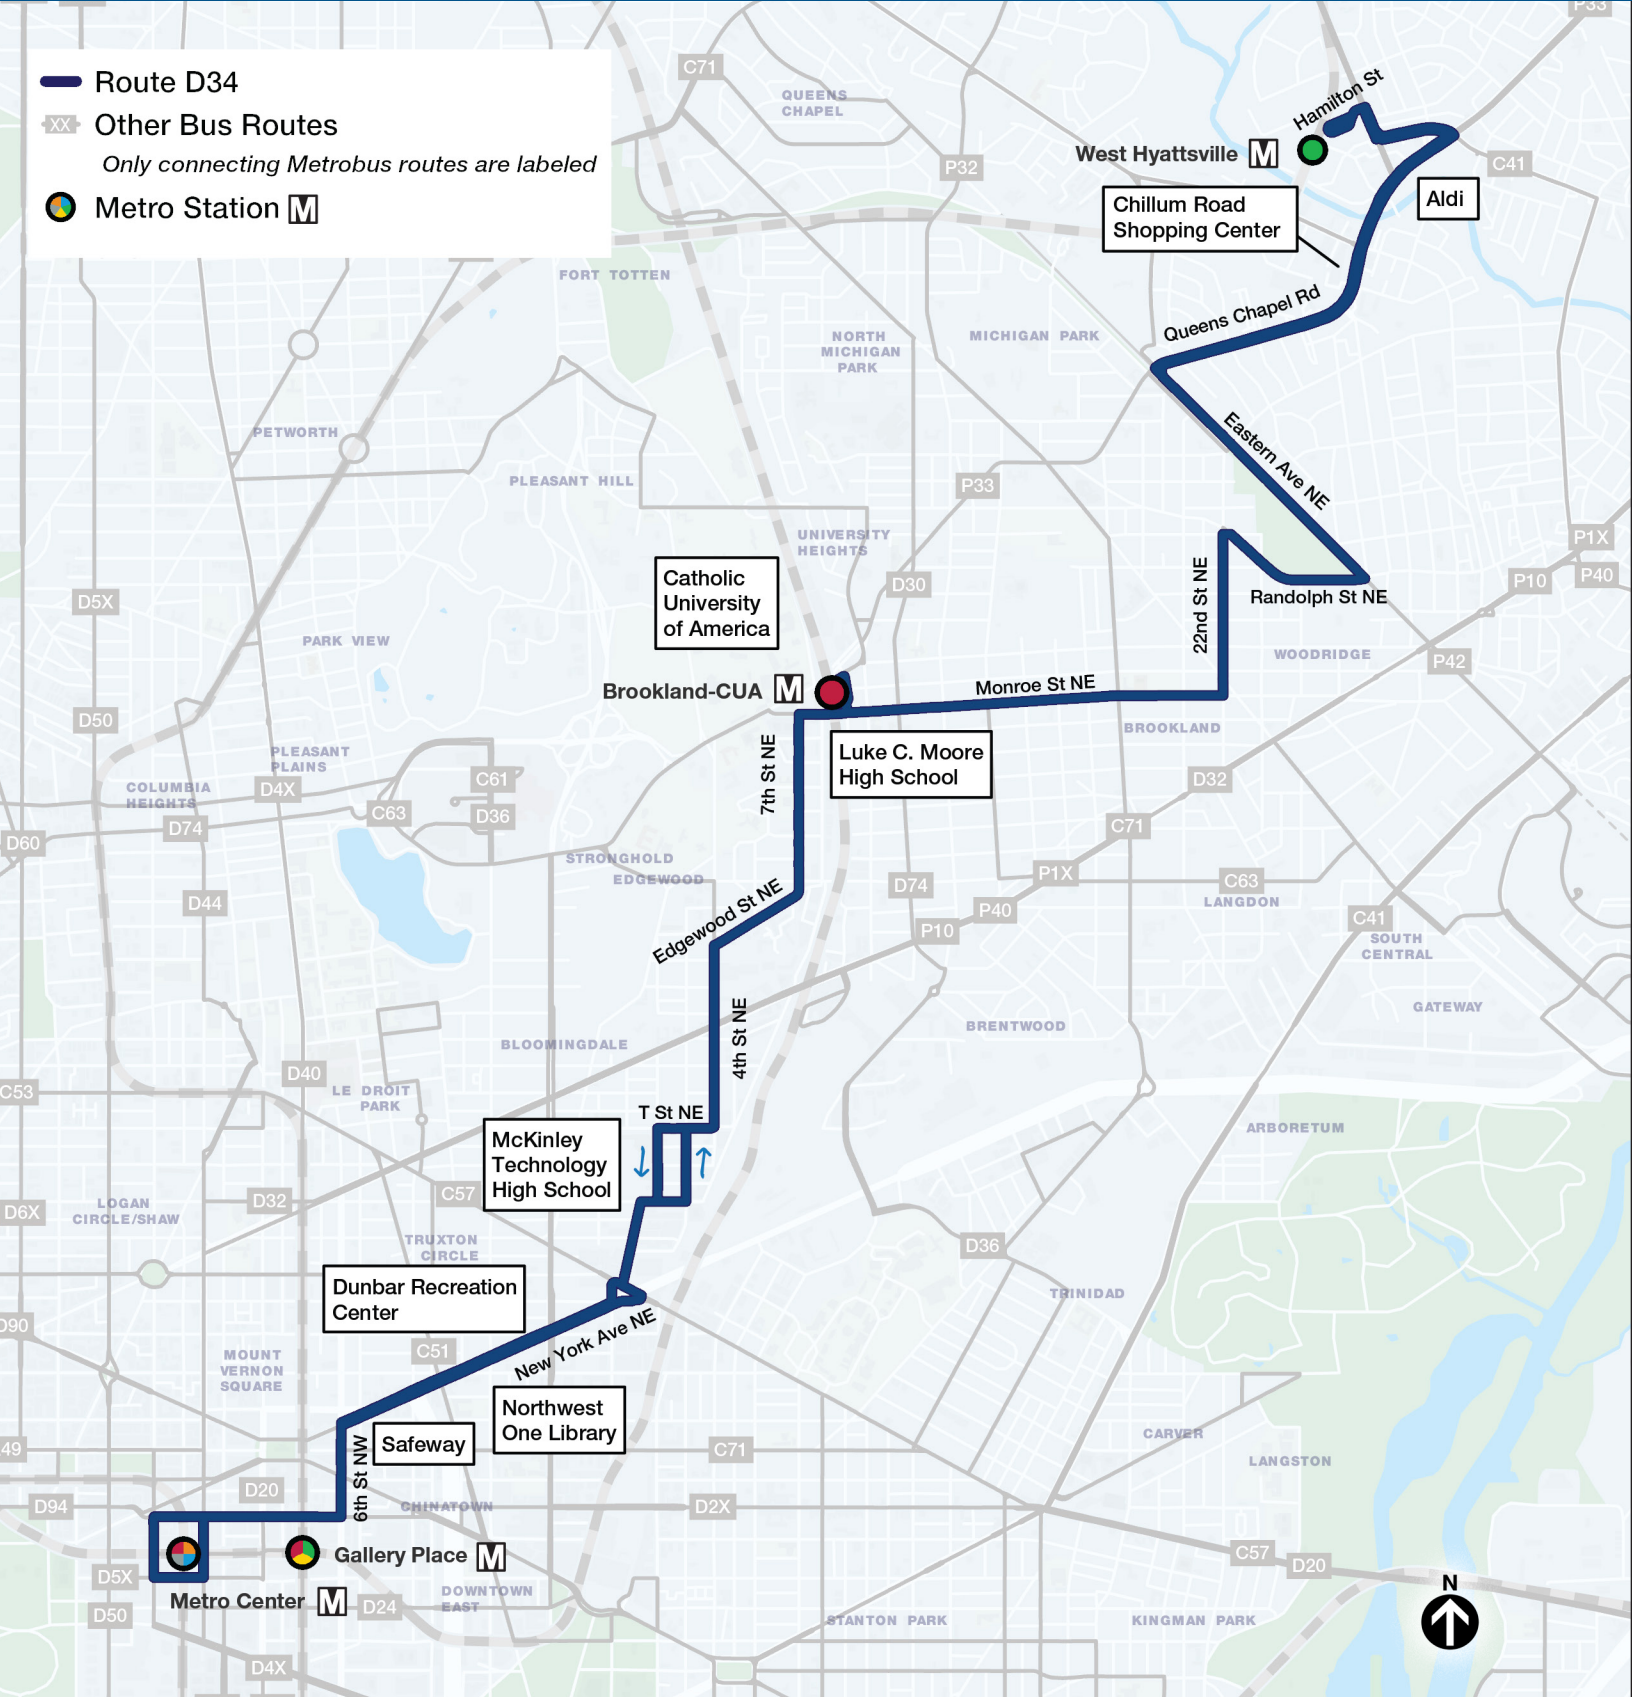 Route D34
XX
Other Bus Routes
Only connecting Metrobus routes are labeled
Metro Station M
P33
C71
QUEENS
CHAPEL
Hamilton St
West Hyattsville M
P32
C41
Chillum Road
Shopping Center
Aldi
FORT TOTTEN
Queens Chapel Rd
NORTH
MICHIGAN
PARK
MICHIGAN PARK
PETWORTH
Eastern Ave NE
PLEASANT HILL
P33
UNIVERSITY
HEIGHTS
P1X
Catholic
University
of America
D30
P10
P40
D5X
22nd St NE
Randolph St NE
PARK VIEW
WOODRIDGE
P42
Brookland-CUA M
Monroe St NE
D50
BROOKLAND
PLEASANT
PLAINS
7th St NE
Luke C. Moore
High School
C61
D32
COLUMBIA
HEIGHTS
D4X
C63
D36
D74
C71
D60
STRONGHOLD
EDGEWOOD
P1X
C63
D74
LANGDON
D44
Edgewood St NE
P40
C41
P10
SOUTH
CENTRAL
4th St NE
GATEWAY
BRENTWOOD
BLOOMINGDALE
D40
C53
LE DROIT
PARK
T St NE
ARBORETUM
McKinley
Technology
High School
C57
D32
LOGAN
CIRCLE/SHAW
D6X
TRUXTON
CIRCLE
D36
Dunbar Recreation
Center
TRINIDAD
D90
New York Ave NE
C51
MOUNT
VERNON
SQUARE
Northwest
One Library
Safeway
6th St NW
CARVER
49
C71
LANGSTON
D20
D94
CHINATOWN
D2X
Gallery Place M
C57
D20
D5X
Metro Center M
D24
DOWNTOWN
EAST
N
D50
STANTON PARK
KINGMAN PARK
D4X